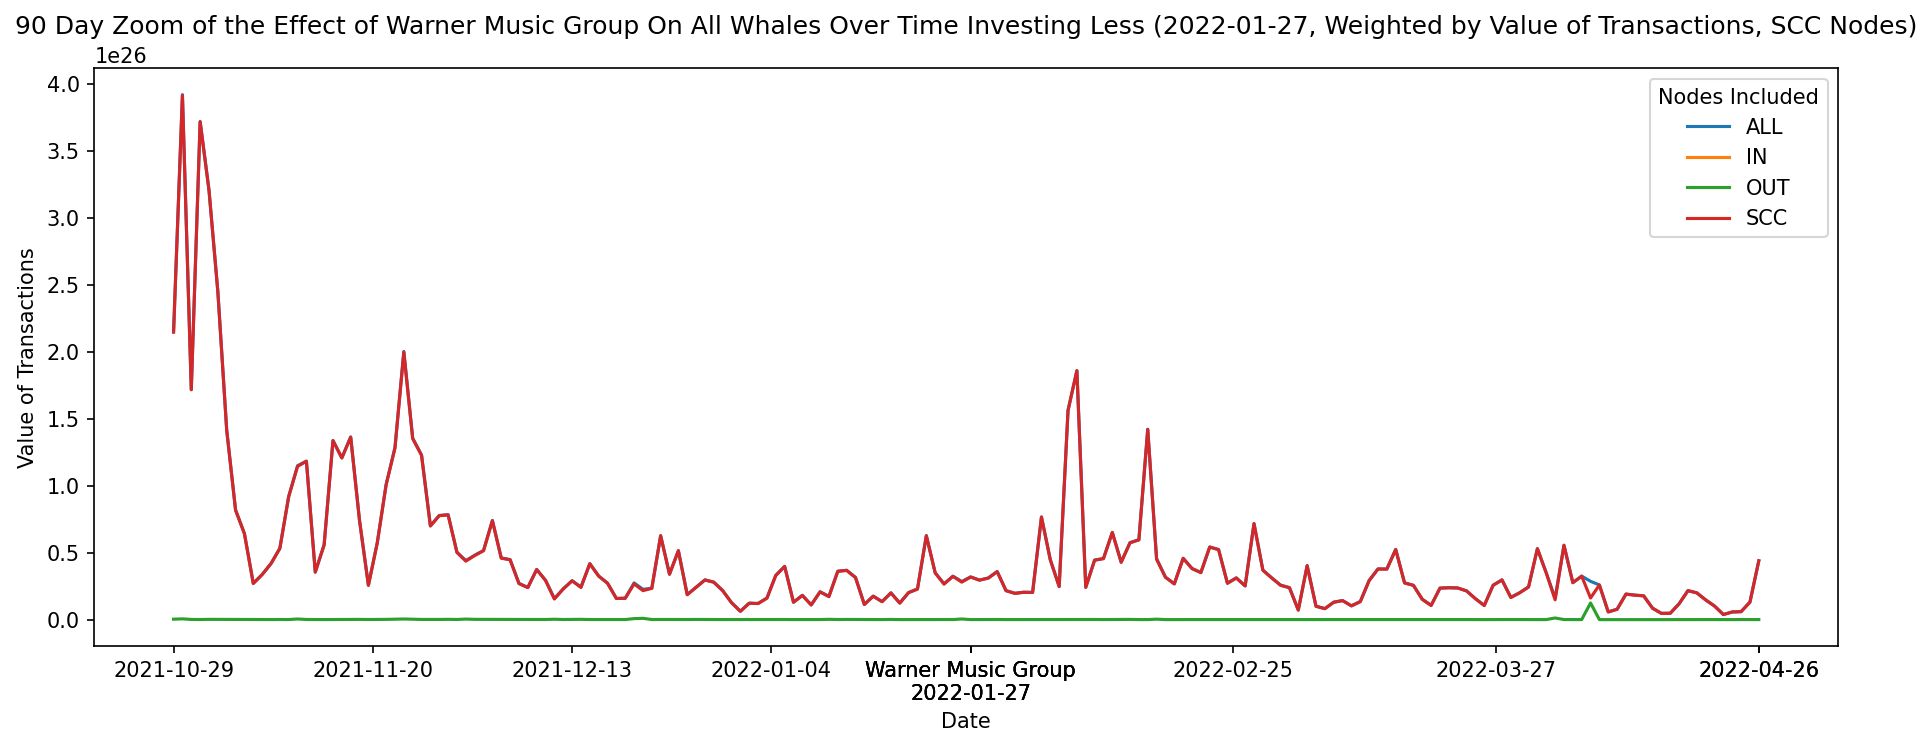 90 Day Zoom of the Effect of Warner Music Group On All Whales Over Time Investing Less (2022-01-27, Weighted by Value of Transactions, SCC Nodes)
1e26
4.0
3.5
3.0
2.5
2.0
1.5
1.0
0.5
0.0
Value of Transactions
Nodes Included
ALL
IN
OUT
SCC
2021-10-29
2021-11-20
2021-12-13
2022-01-04
Warner Music Group
2022-01-27
2022-02-25
2022-03-27
2022-04-26
Date